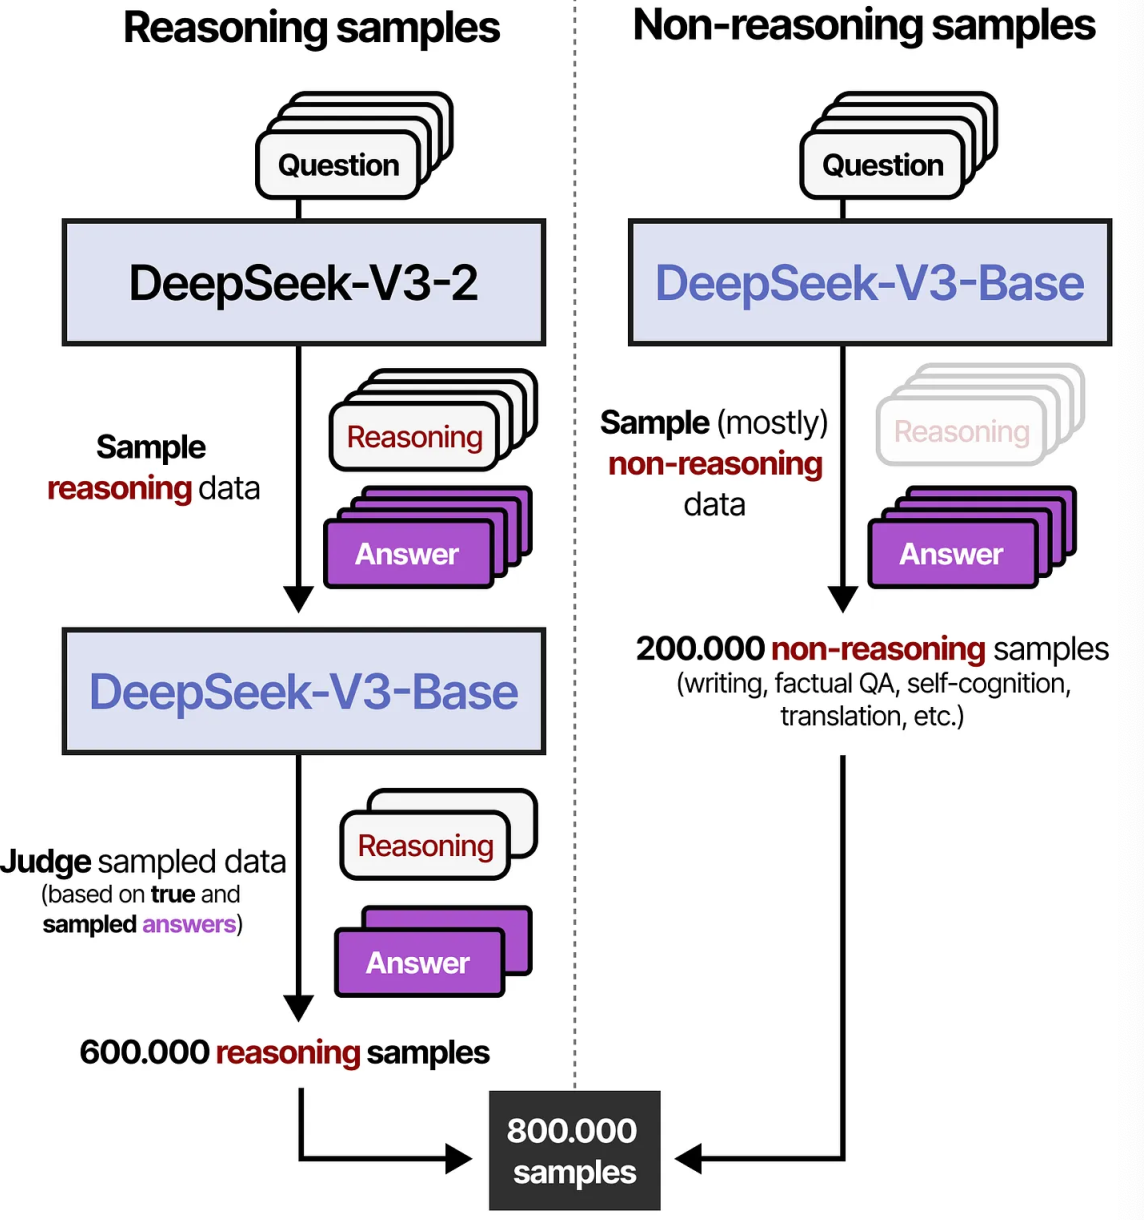 Reasoning samples
Question
DeepSeek-V3-2
Sample
reasoning data
Reasoning
Answer
DeepSeek-V3-Base
Judge sampled data
(based on true and
sampled answers)
Reasoning
Answer
600.000 reasoning samples
Non-reasoning samples
Question
DeepSeek-V3-Base
Sample (mostly)
non-reasoning
data
Reasoning
Answer
200.000 non-reasoning samples
(writing, factual QA, self-cognition,
translation, etc.)
800.000
samples